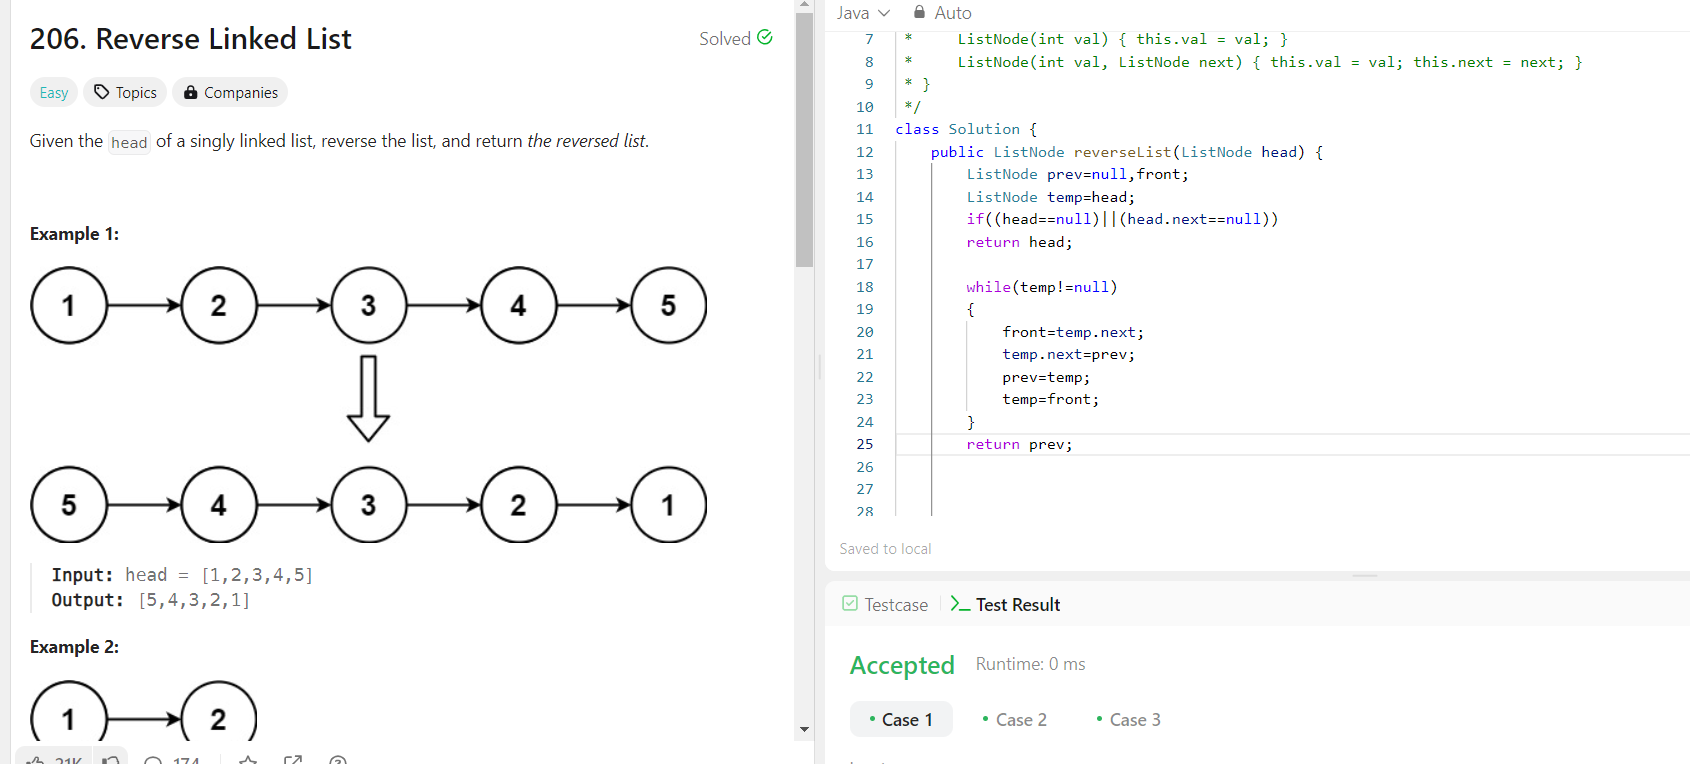 206. Reverse Linked List
Solved
Easy Topics Companies
Given the head of a singly linked list, reverse the list, and return the reversed list.
Example 1:
1 2 3 4 5
5 4 3 2 1
Input: head = [1,2,3,4,5]
Output: [5,4,3,2,1]
Example 2:
1 2
21K 174
Java Auto
7 * ListNode(int val) { this.val = val; }
8 * ListNode(int val, ListNode next) { this.val = val; this.next = next; }
9 * }
10 */
11 class Solution {
12 public ListNode reverseList(ListNode head) {
13 ListNode prev=null,front;
14 ListNode temp=head;
15 if((head==null)||(head.next==null))
16 return head;
17
18 while(temp!=null)
19 {
20 front=temp.next;
21 temp.next=prev;
22 prev=temp;
23 temp=front;
24 }
25 return prev;
26
27
28
Saved to local
Testcase >_ Test Result
Accepted Runtime: 0 ms
• Case 1 • Case 2 • Case 3